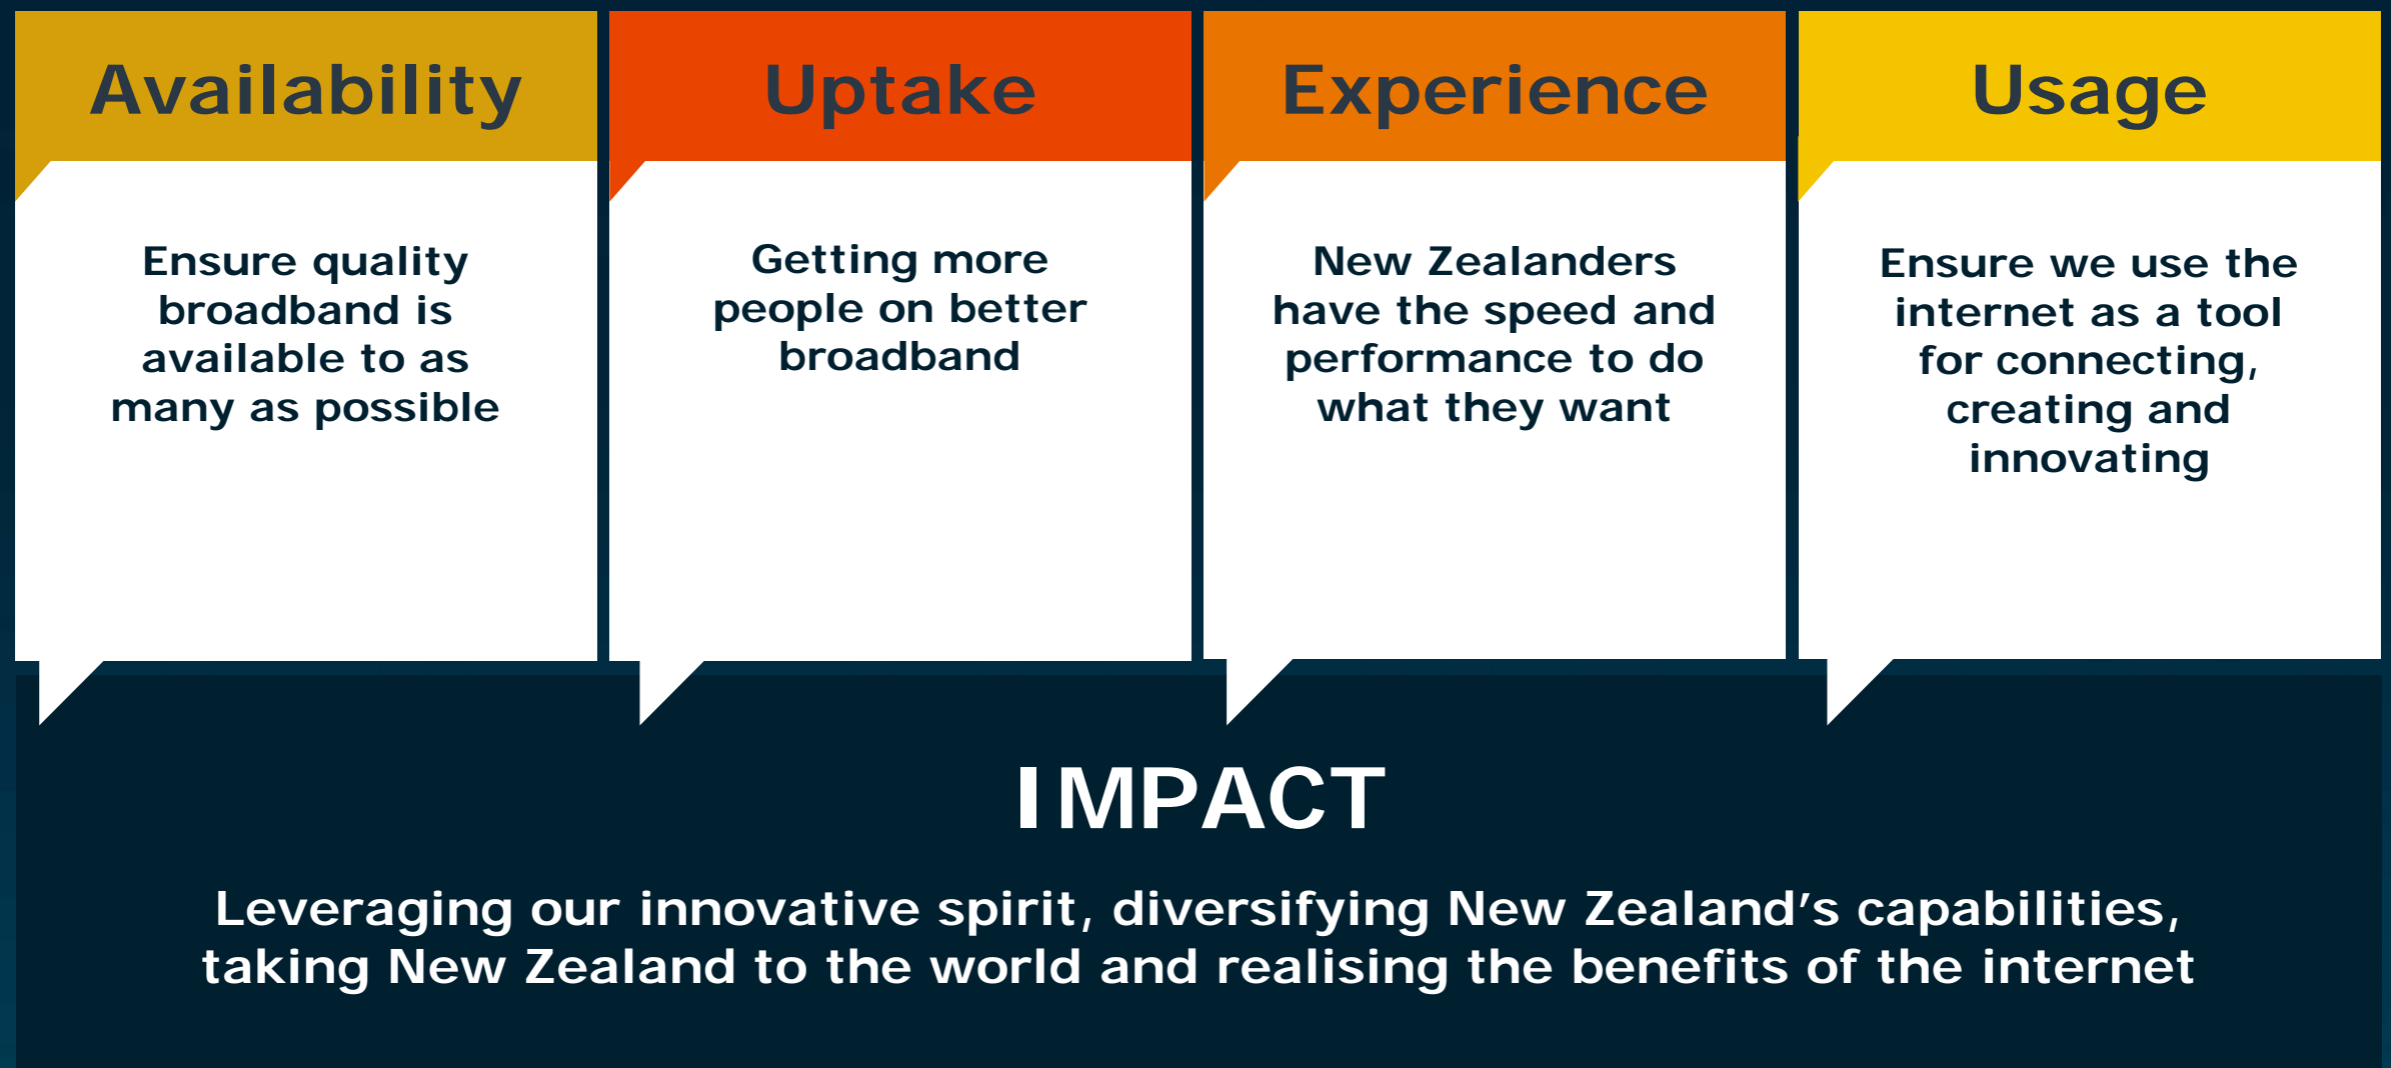 Availability
Ensure quality
broadband is
available to as
many as possible
Uptake
Getting more
people on better
broadband
Experience
New Zealanders
have the speed and
performance to do
what they want
Usage
Ensure we use the
internet as a tool
for connecting,
creating and
innovating
IMPACT
Leveraging our innovative spirit, diversifying New Zealand’s capabilities,
taking New Zealand to the world and realising the benefits of the internet